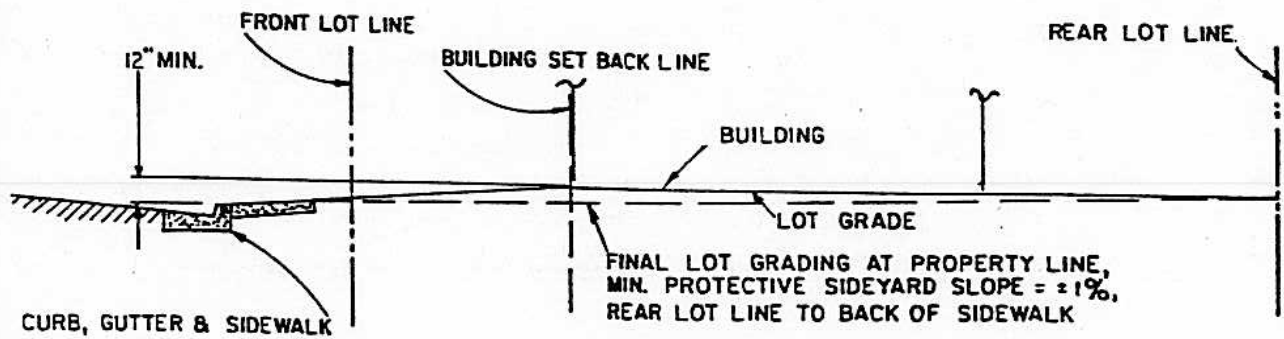 FRONT LOT LINE
REAR LOT LINE.
12" MIN.
BUILDING SET BACK LINE
BUILDING
LOT GRADE
FINAL LOT GRADING AT PROPERTY LINE,
MIN. PROTECTIVE SIDEYARD SLOPE = ±1%,
REAR LOT LINE TO BACK OF SIDEWALK
CURB, GUTTER & SIDEWALK